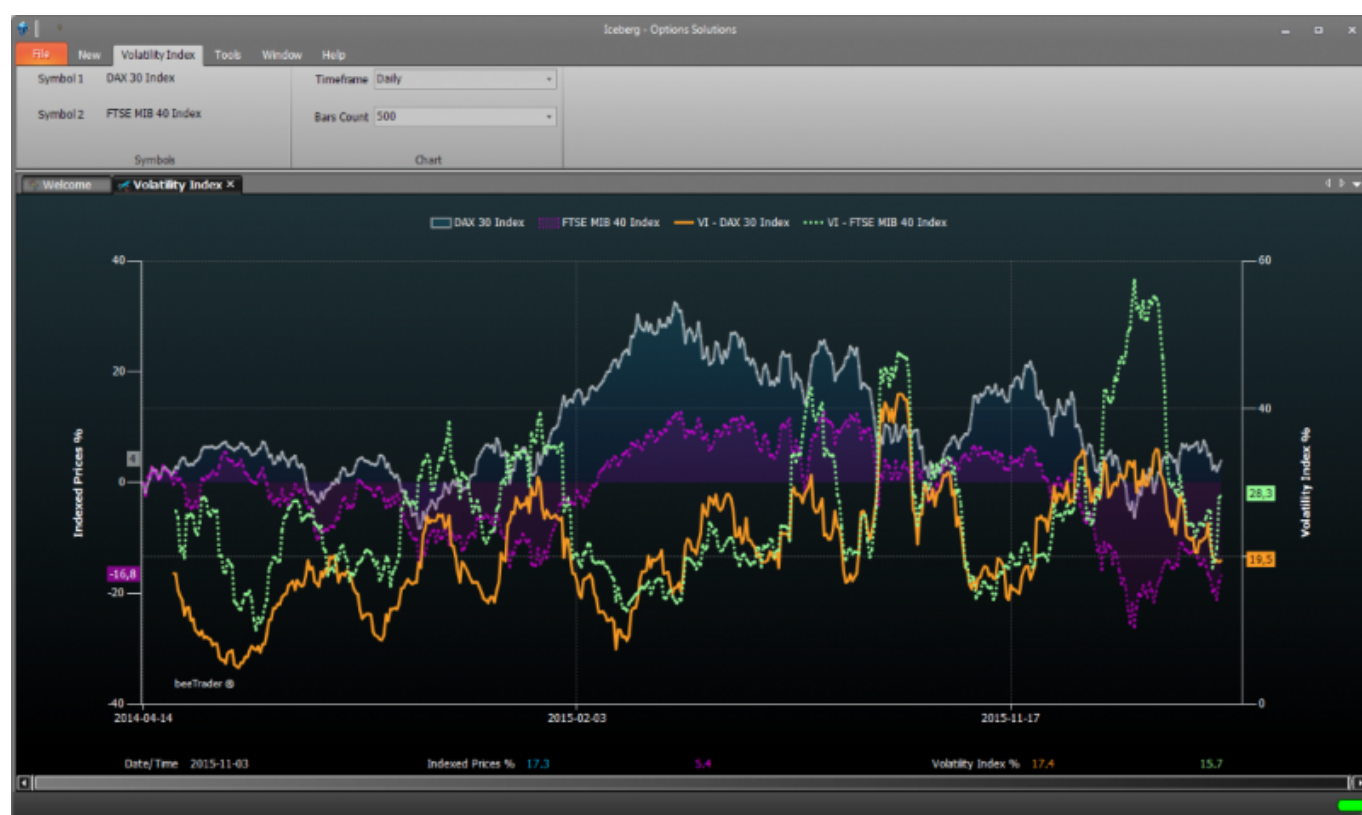 Iceberg - Options Solutions
File New Volatility Index Tools Window Help
Symbol 1 DAX 30 Index Timeframe Daily
Symbol 2 FTSE MIB 40 Index Bars Count 500
Symbols Chart
Welcome Volatility Index ×
DAX 30 Index FTSE MIB 40 Index VI - DAX 30 Index VI - FTSE MIB 40 Index
40 60
20
40
4
0
28,3
19,5
-16,8
-20
-40 0
Indexed Prices %
Volatility Index %
beeTrader ®
2014-04-14 2015-02-03 2015-11-17
Date/Time 2015-11-03 Indexed Prices % 17.3 5.4 Volatility Index % 17.4 15.7